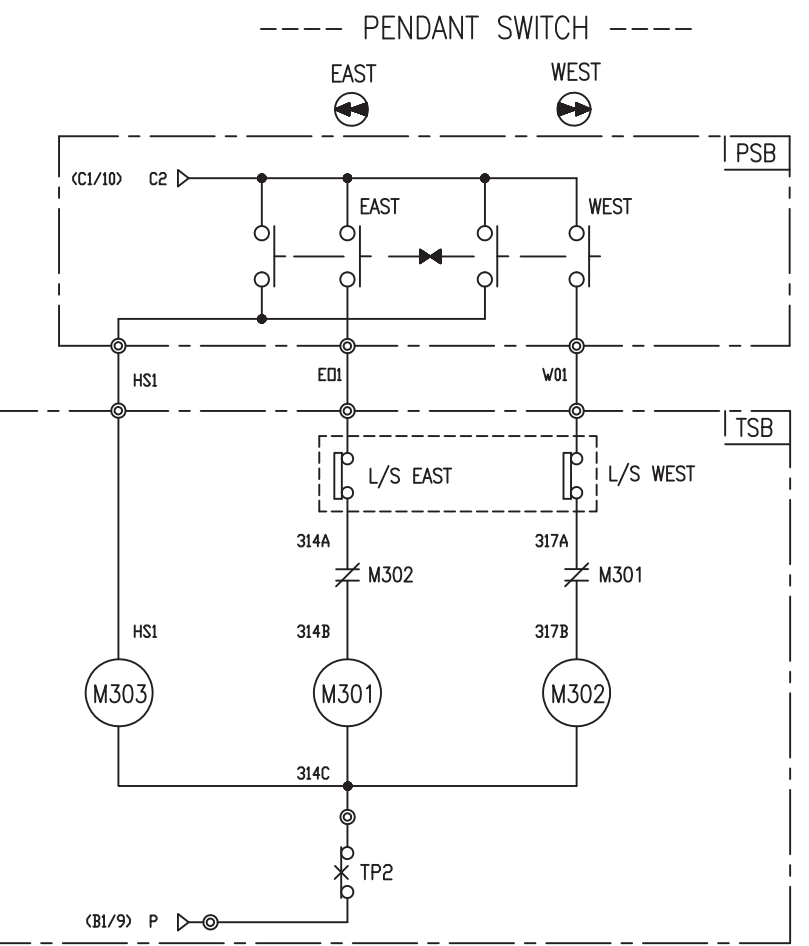 PENDANT SWITCH
EAST WEST
PSB
(C1/10) C2
EAST WEST
HS1 E01 W01
TSB
L/S EAST L/S WEST
314A 317A
M302 M301
HS1 314B 317B
M303 M301 M302
314C
TP2
(B1/9) P